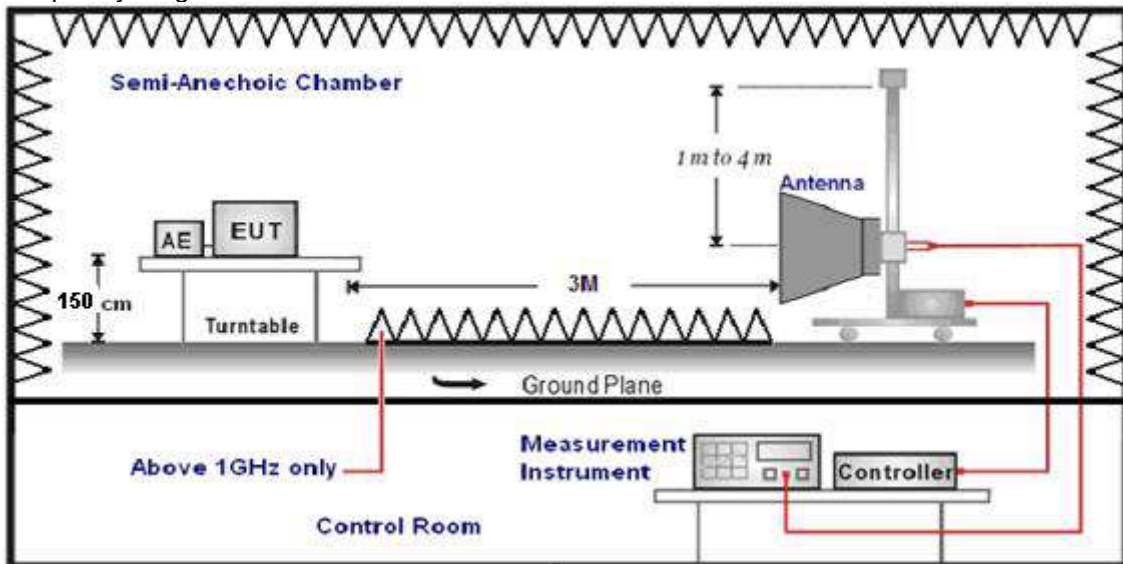 Semi-Anechoic Chamber
1 m to 4 m
Antenna
AE
EUT
150 cm
3M
Turntable
Ground Plane
Above 1GHz only
Measurement
Instrument
Controller
Control Room